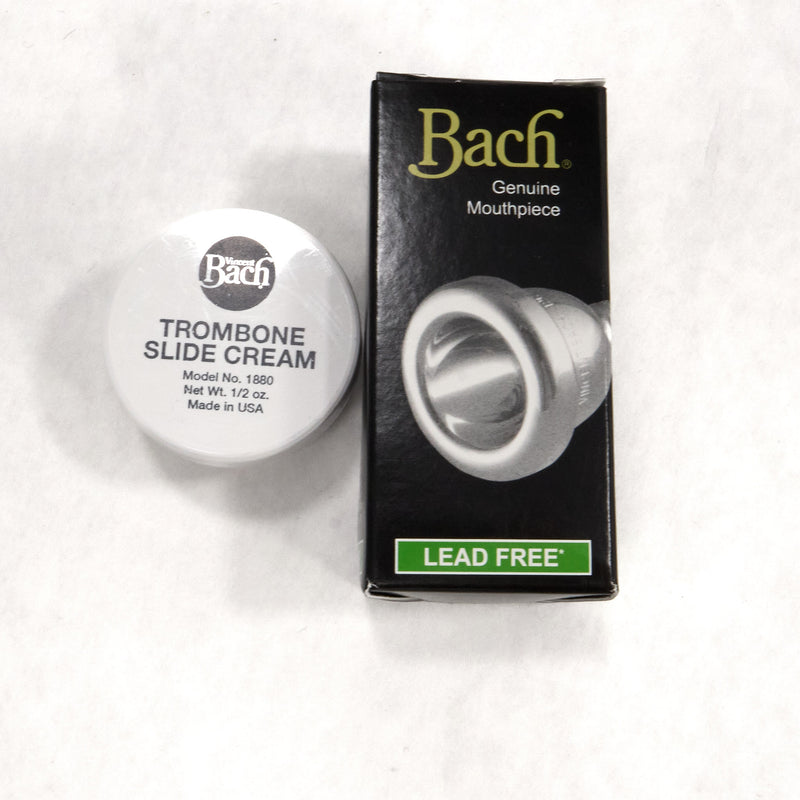 Vincent
Bach
TROMBONE
SLIDE CREAM
Model No. 1880
Net Wt. 1/2 oz.
Made in USA
Bach®
Genuine
Mouthpiece
LEAD FREE*